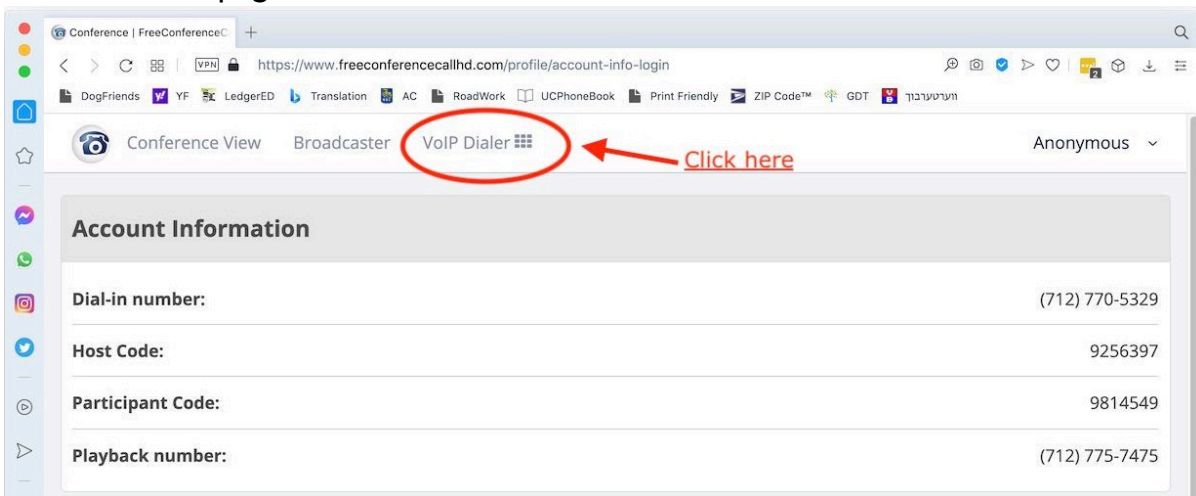 Conference | FreeConferenceC
VPN https://www.freeconferencecallhd.com/profile/account-info-login 2
DogFriends YF LedgerED Translation AC RoadWork UCPhoneBook Print Friendly ZIP Code™ GDT ווערטערבוך
Conference View Broadcaster VoIP Dialer Click here Anonymous
Account Information
Dial-in number: (712) 770-5329
Host Code: 9256397
Participant Code: 9814549
Playback number: (712) 775-7475